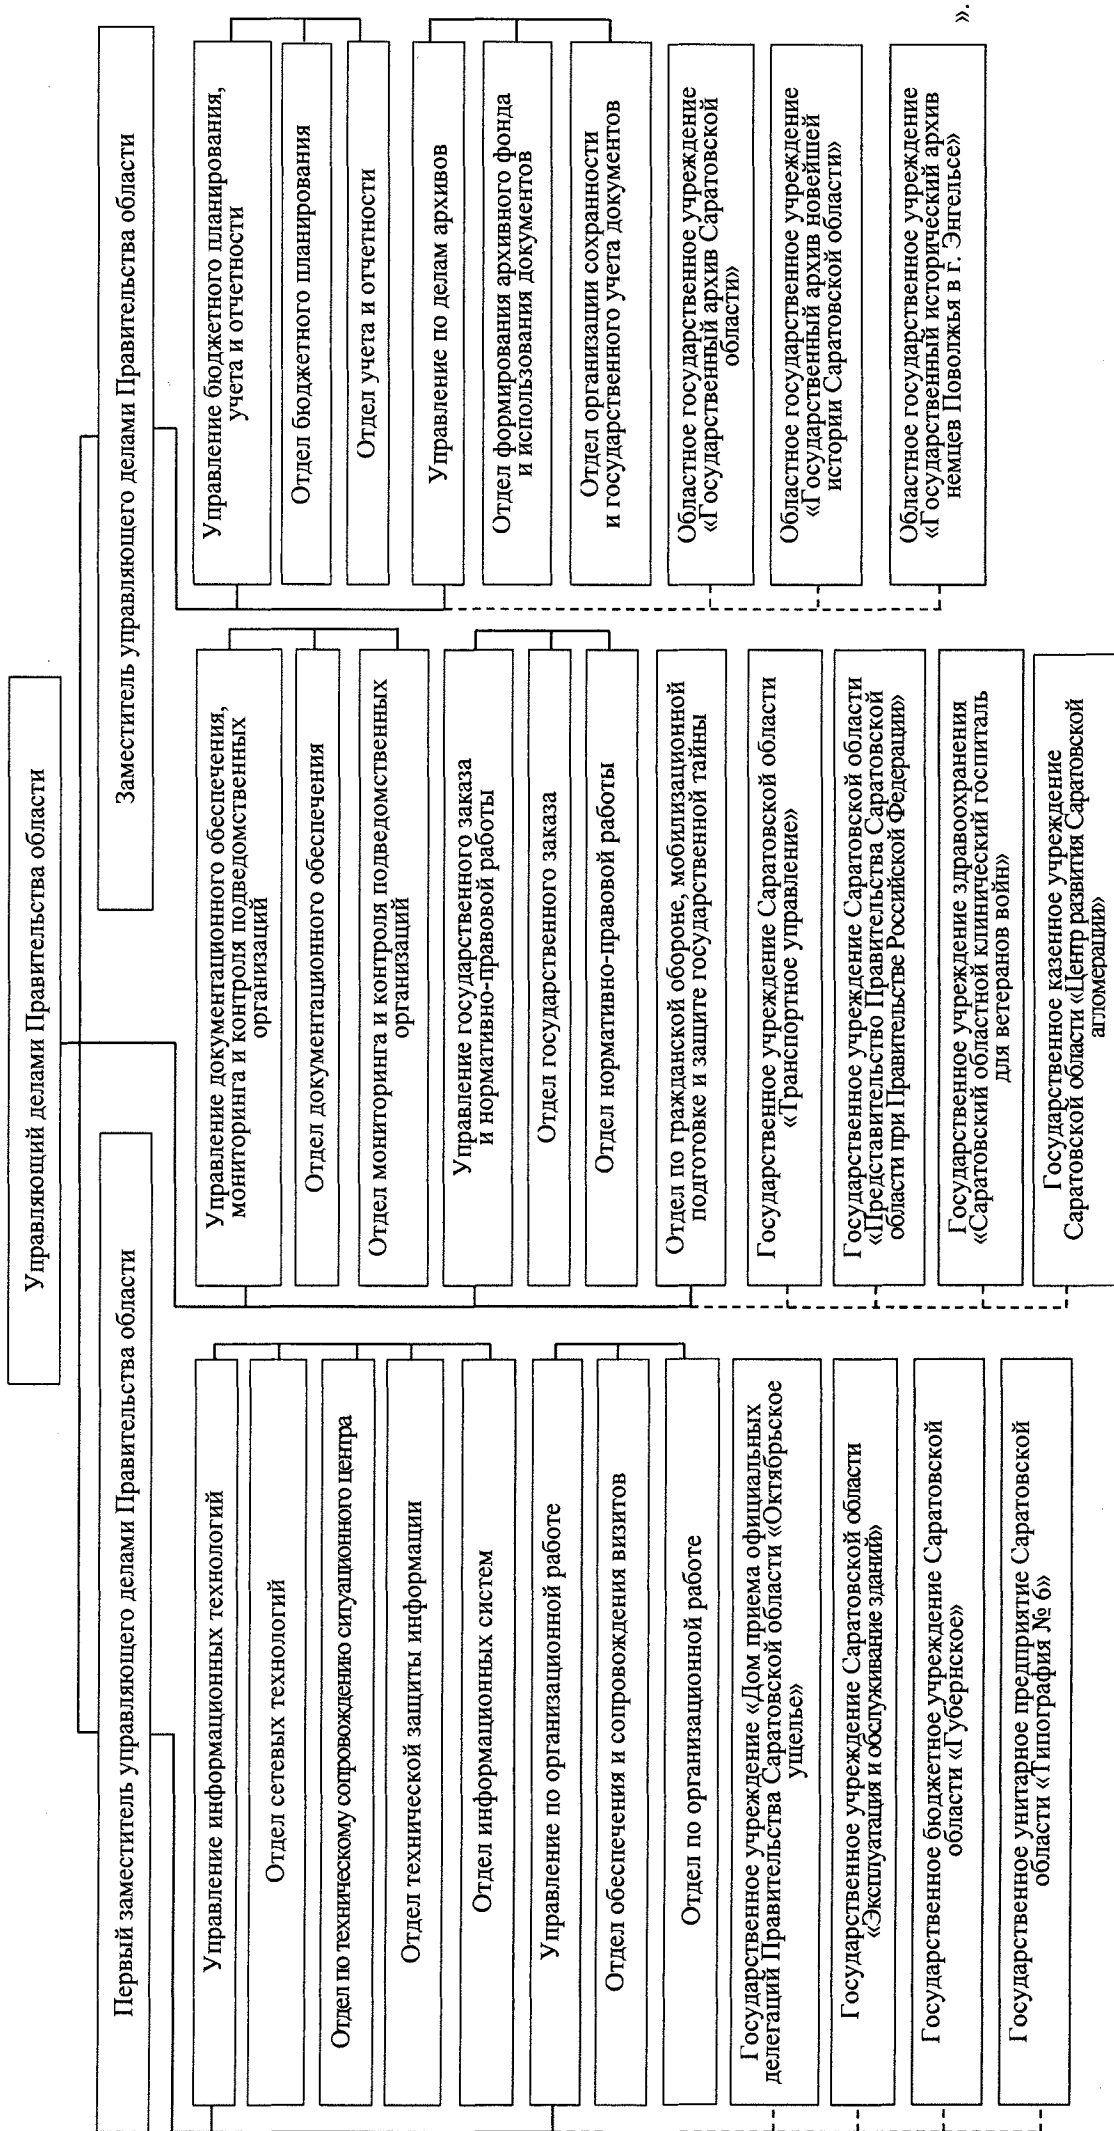 Управляющий делами Правительства области
Первый заместитель управляющего делами Правительства области
Заместитель управляющего делами Правительства области
Управление информационных технологий
Отдел сетевых технологий
Отдел по техническому сопровождению ситуационного центра
Отдел технической защиты информации
Отдел информационных систем
Управление по организационной работе
Отдел обеспечения и сопровождения визитов
Отдел по организационной работе
Государственное учреждение «Дом приема официальных
делегаций Правительства Саратовской области «Октябрьское
ущелье»
Государственное учреждение Саратовской области
«Эксплуатация и обслуживание зданий»
Государственное бюджетное учреждение Саратовской
области «Губернское»
Государственное унитарное предприятие Саратовской
области «Типография № 6»
Управление документационного обеспечения,
мониторинга и контроля подведомственных
организаций
Отдел документационного обеспечения
Отдел мониторинга и контроля подведомственных
организаций
Управление государственного заказа
и нормативно-правовой работы
Отдел государственного заказа
Отдел нормативно-правовой работы
Отдел по гражданской обороне, мобилизационной
подготовке и защите государственной тайны
Государственное учреждение Саратовской области
«Транспортное управление»
Государственное учреждение Саратовской области
«Представительство Правительства Саратовской
области при Правительстве Российской Федерации»
Государственное учреждение здравоохранения
«Саратовский областной клинический госпиталь
для ветеранов войн»
Государственное казенное учреждение
Саратовской области «Центр развития Саратовской
агломерации»
Управление бюджетного планирования,
учета и отчетности
Отдел бюджетного планирования
Отдел учета и отчетности
Управление по делам архивов
Отдел формирования архивного фонда
и использования документов
Отдел организации сохранности
и государственного учета документов
Областное государственное учреждение
«Государственный архив Саратовской
области»
Областное государственное учреждение
«Государственный архив новейшей
истории Саратовской области»
Областное государственное учреждение
«Государственный исторический архив
немцев Поволжья в г. Энгельсе»
».